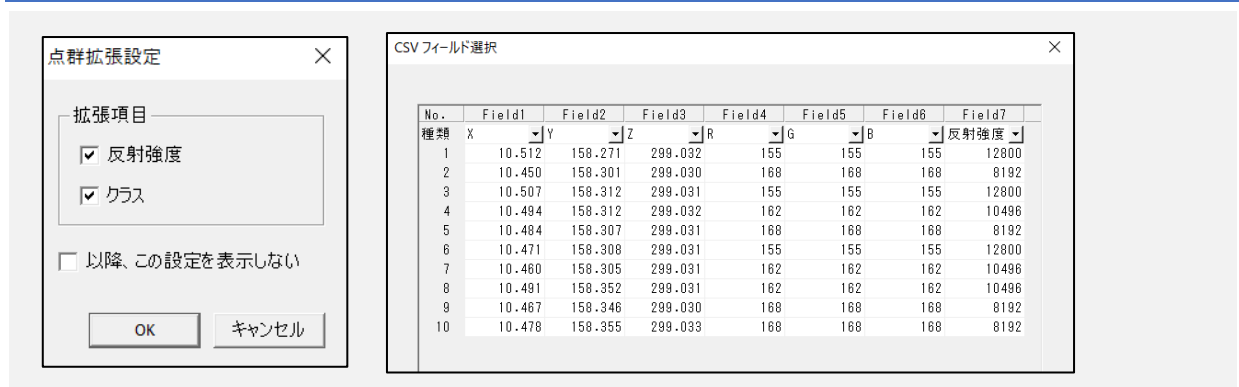 点群拡張設定
拡張項目
反射強度
クラス
以降、この設定を表示しない
OK キャンセル
CSV フィールド選択
No. Field1 Field2 Field3 Field4 Field5 Field6 Field7
種類 X Y Z R G B 反射強度
1 10.512 158.271 299.032 155 155 155 12800
2 10.450 158.301 299.030 168 168 168 8192
3 10.507 158.312 299.031 155 155 155 12800
4 10.494 158.312 299.032 162 162 162 10496
5 10.484 158.307 299.031 168 168 168 8192
6 10.471 158.308 299.031 155 155 155 12800
7 10.460 158.305 299.031 162 162 162 10496
8 10.491 158.352 299.031 162 162 162 10496
9 10.467 158.346 299.030 168 168 168 8192
10 10.478 158.355 299.033 168 168 168 8192